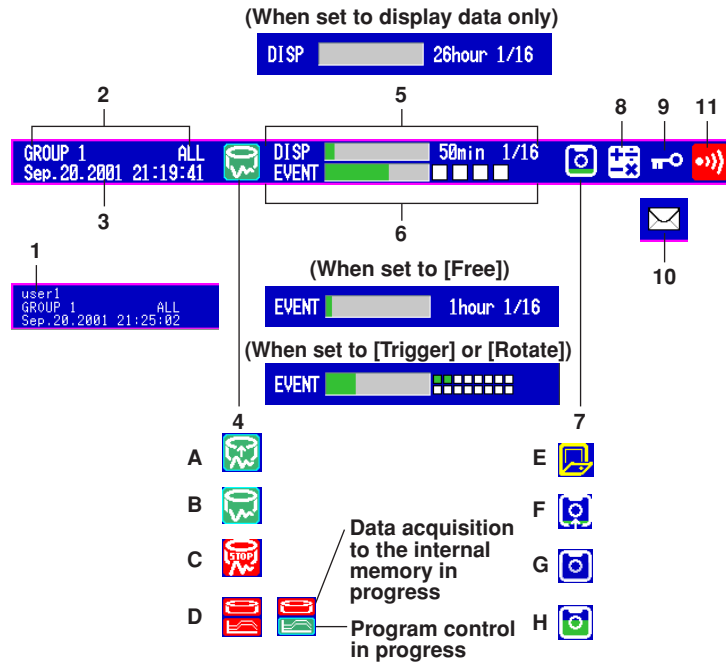 (When set to display data only)
DISP 26hour 1/16
2 5 8 9 11
GROUP 1 ALL DISP 50min 1/16
Sep.20.2001 21:19:41 EVENT
3 6
10
1
user1
GROUP 1 ALL
Sep.20.2001 21:25:02
(When set to [Free])
EVENT 1hour 1/16
(When set to [Trigger] or [Rotate])
EVENT
4 7
A E
B F
C STOP G
D H
Data acquisition
to the internal
memory in
progress
Program control
in progress